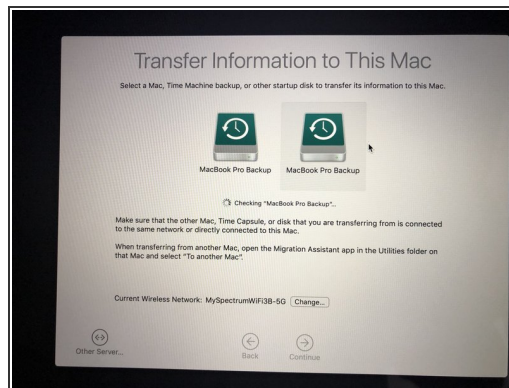 Transfer Information to This Mac
Select a Mac, Time Machine backup, or other startup disk to transfer its information to this Mac.
MacBook Pro Backup MacBook Pro Backup
Checking "MacBook Pro Backup"...
Make sure that the other Mac, Time Capsule, or disk that you are transferring from is connected
to the same network or directly connected to this Mac.
When transferring from another Mac, open the Migration Assistant app in the Utilities folder on
that Mac and select "To another Mac".
Current Wireless Network: MySpectrumWiFi3B-5G Change...
Other Server... Back Continue